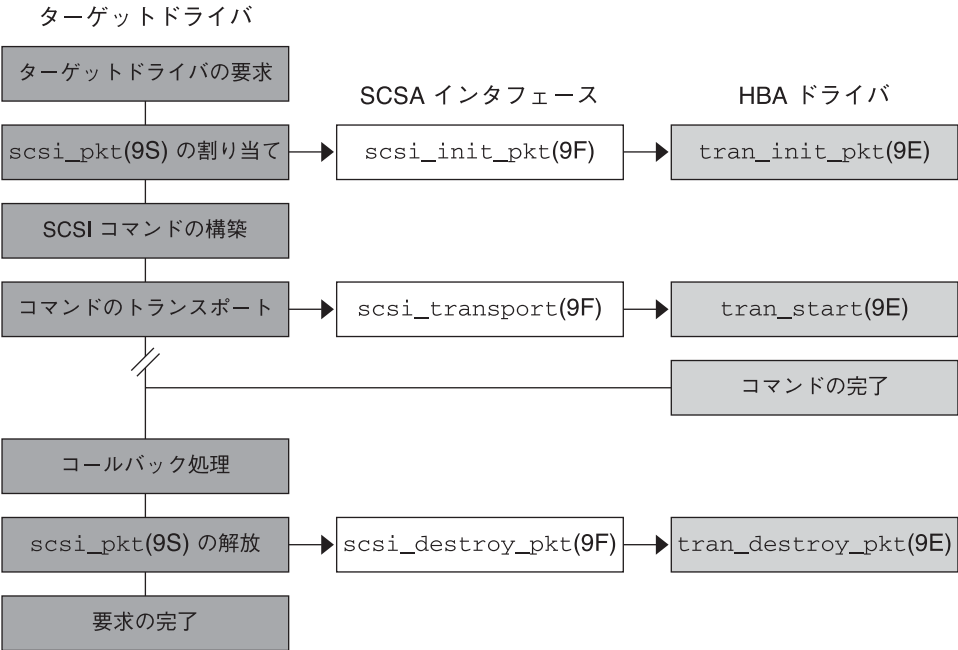 ターゲットドライバ
ターゲットドライバの要求
SCSA インタフェース
HBA ドライバ
scsi_pkt(9S) の割り当て
scsi_init_pkt(9F)
tran_init_pkt(9E)
SCSI コマンドの構築
コマンドのトランスポート
scsi_transport(9F)
tran_start(9E)
コマンドの完了
コールバック処理
scsi_pkt(9S) の解放
scsi_destroy_pkt(9F)
tran_destroy_pkt(9E)
要求の完了